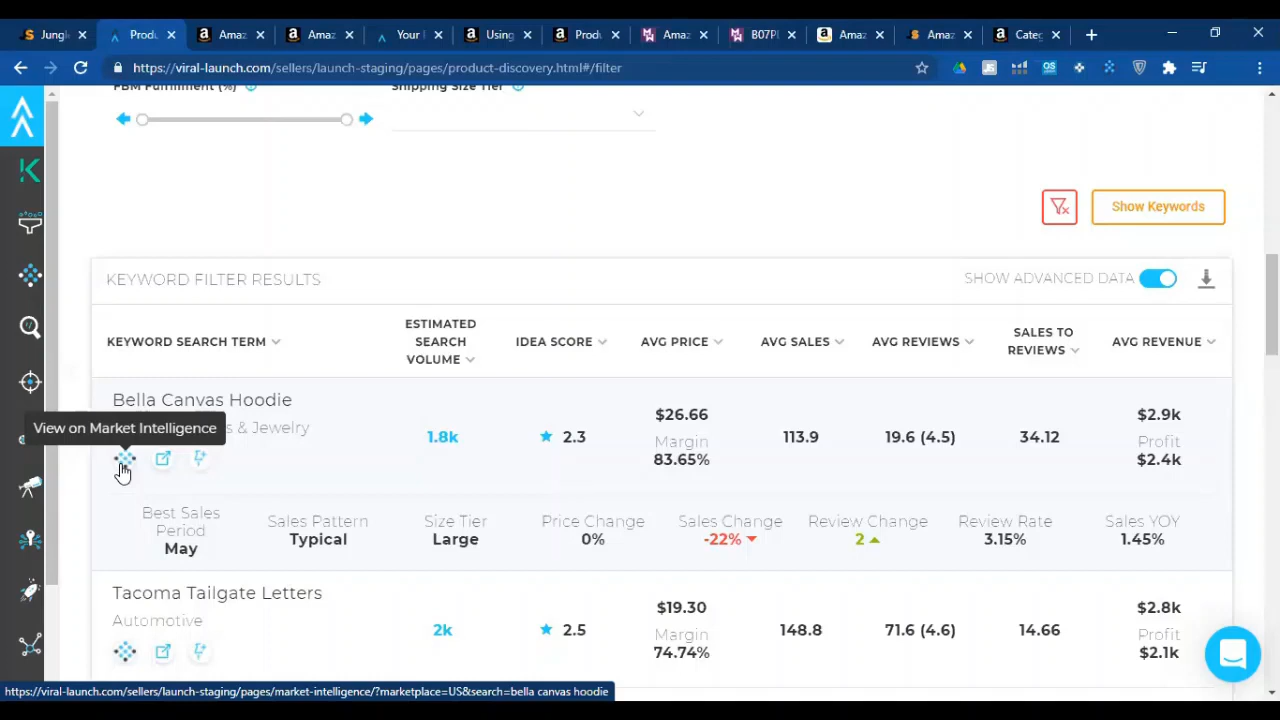 Jungl
Produ
Amaz
Amaz
Your l
Using
Produ
Amaz
B07PL
Amaz
Amaz
Categ
https://viral-launch.com/sellers/launch-staging/pages/product-discovery.html#/filter
FBM Fulfillment (%)
Shipping Size Tier
Show Keywords
KEYWORD FILTER RESULTS
SHOW ADVANCED DATA
KEYWORD SEARCH TERM
ESTIMATED SEARCH VOLUME
IDEA SCORE
AVG PRICE
AVG SALES
AVG REVIEWS
SALES TO REVIEWS
AVG REVENUE
Bella Canvas Hoodie
View on Market Intelligence
s & Jewelry
1.8k
2.3
$26.66
Margin
83.65%
113.9
19.6 (4.5)
34.12
$2.9k
Profit
$2.4k
Best Sales Period
May
Sales Pattern
Typical
Size Tier
Large
Price Change
0%
Sales Change
-22%
Review Change
2
Review Rate
3.15%
Sales YOY
1.45%
Tacoma Tailgate Letters
Automotive
2k
2.5
$19.30
Margin
74.74%
148.8
71.6 (4.6)
14.66
$2.8k
Profit
$2.1k
https://viral-launch.com/sellers/launch-staging/pages/market-intelligence/?marketplace=US&search=bella canvas hoodie